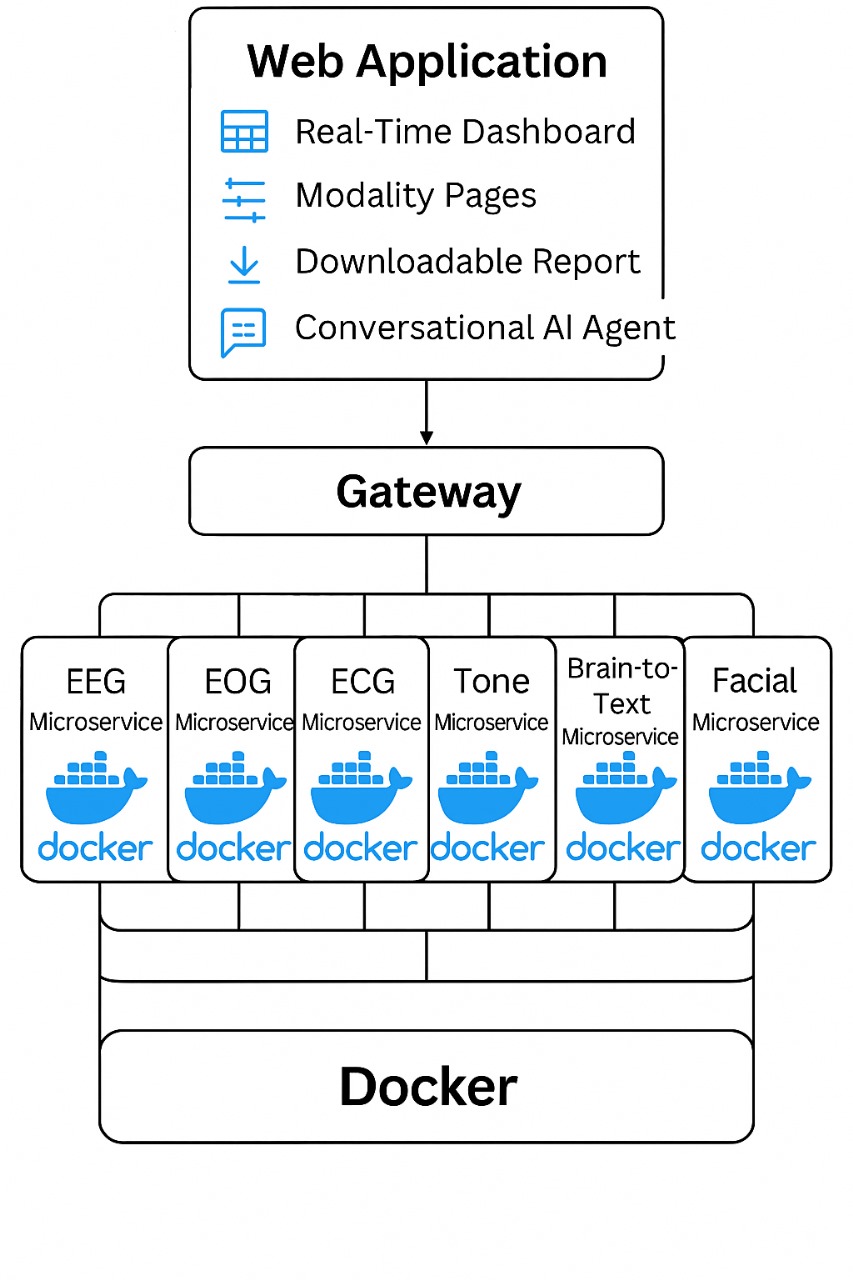 Web Application
Real-Time Dashboard
Modality Pages
Downloadable Report
Conversational AI Agent
Gateway
EEG
Microservice
docker
EOG
Microservice
docker
ECG
Microservice
docker
Tone
Microservice
docker
Brain-to-
Text
Microservice
docker
Facial
Microservice
docker
Docker